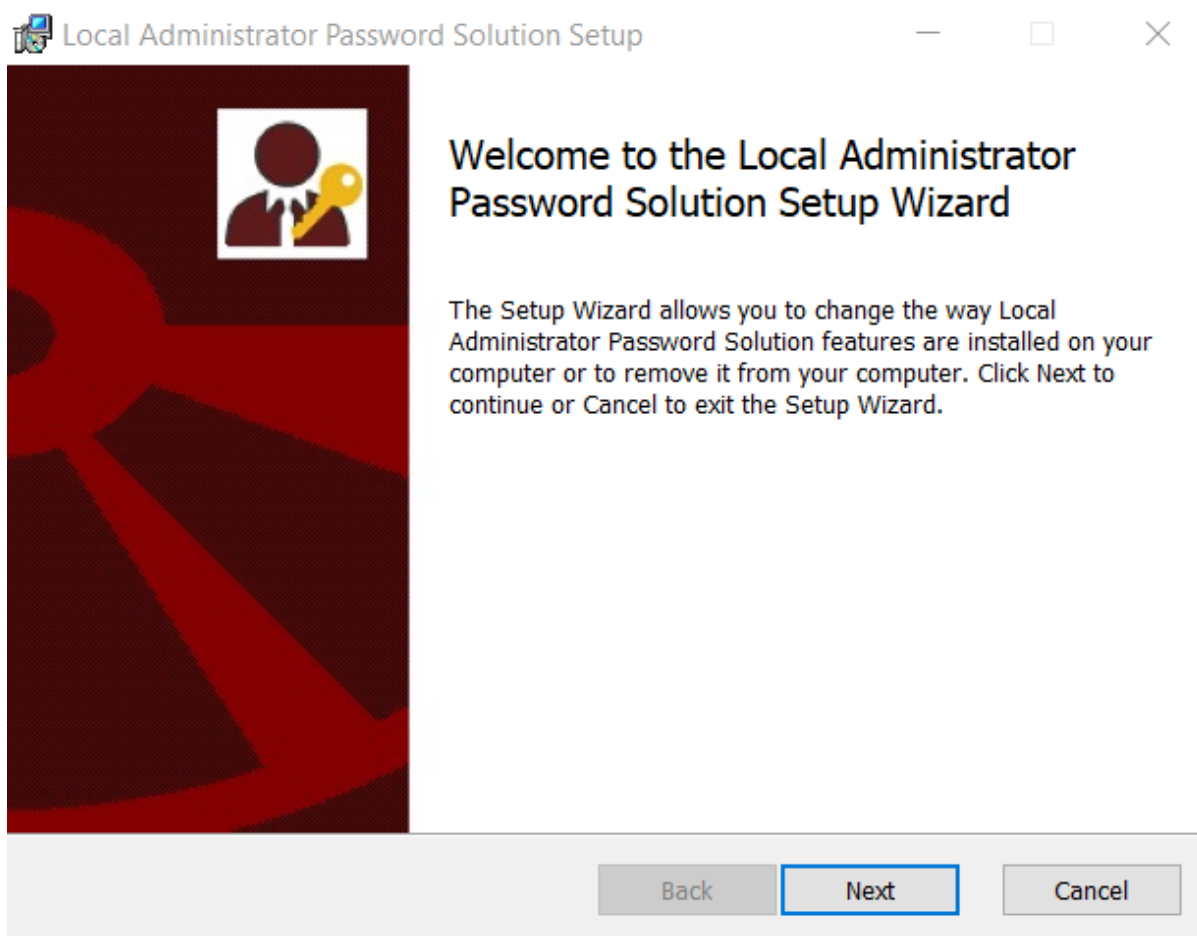 Local Administrator Password Solution Setup
Welcome to the Local Administrator
Password Solution Setup Wizard
The Setup Wizard allows you to change the way Local
Administrator Password Solution features are installed on your
computer or to remove it from your computer. Click Next to
continue or Cancel to exit the Setup Wizard.
Back Next Cancel